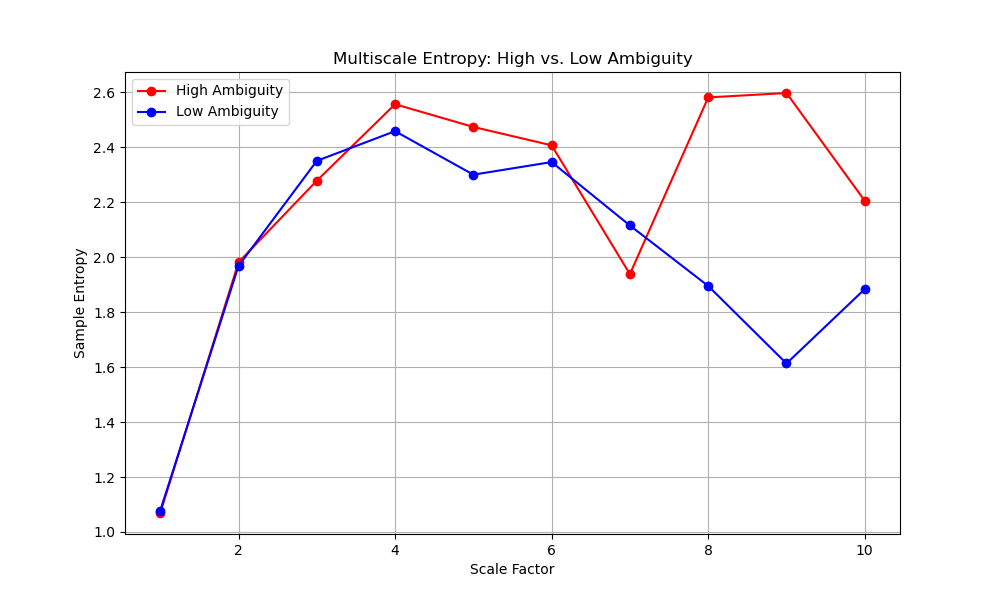 Multiscale Entropy: High vs. Low Ambiguity
High Ambiguity
Low Ambiguity
Sample Entropy
2.6
2.4
2.2
2.0
1.8
1.6
1.4
1.2
1.0
2 4 6 8 10
Scale Factor